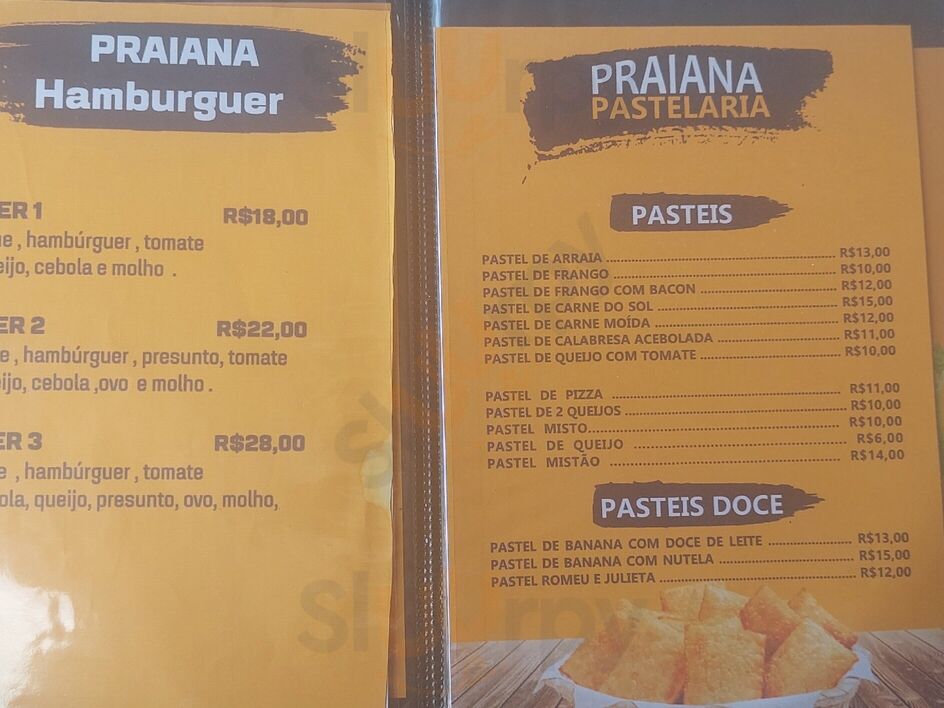 PRAIANA
Hamburguer
ER 1 R$18,00
, hambúrguer , tomate
eijo, cebola e molho .
ER 2 R$22,00
e , hambúrguer , presunto, tomate
eijo, cebola ,ovo e molho .
ER 3 R$28,00
e , hambúrguer , tomate
ola, queijo, presunto, ovo, molho,
PRAIANA
PASTELARIA
PASTEIS
PASTEL DE ARRAIA R$13,00
PASTEL DE FRANGO R$10,00
PASTEL DE FRANGO COM BACON R$12,00
PASTEL DE CARNE DO SOL R$15,00
PASTEL DE CARNE MOÍDA R$12,00
PASTEL DE CALABRESA ACEBOLADA R$11,00
PASTEL DE QUEIJO COM TOMATE R$10,00
PASTEL DE PIZZA R$11,00
PASTEL DE 2 QUEIJOS R$10,00
PASTEL MISTO R$10,00
PASTEL DE QUEIJO R$6,00
PASTEL MISTÃO R$14,00
PASTEIS DOCE
PASTEL DE BANANA COM DOCE DE LEITE R$13,00
PASTEL DE BANANA COM NUTELA R$15,00
PASTEL ROMEU E JULIETA R$12,00